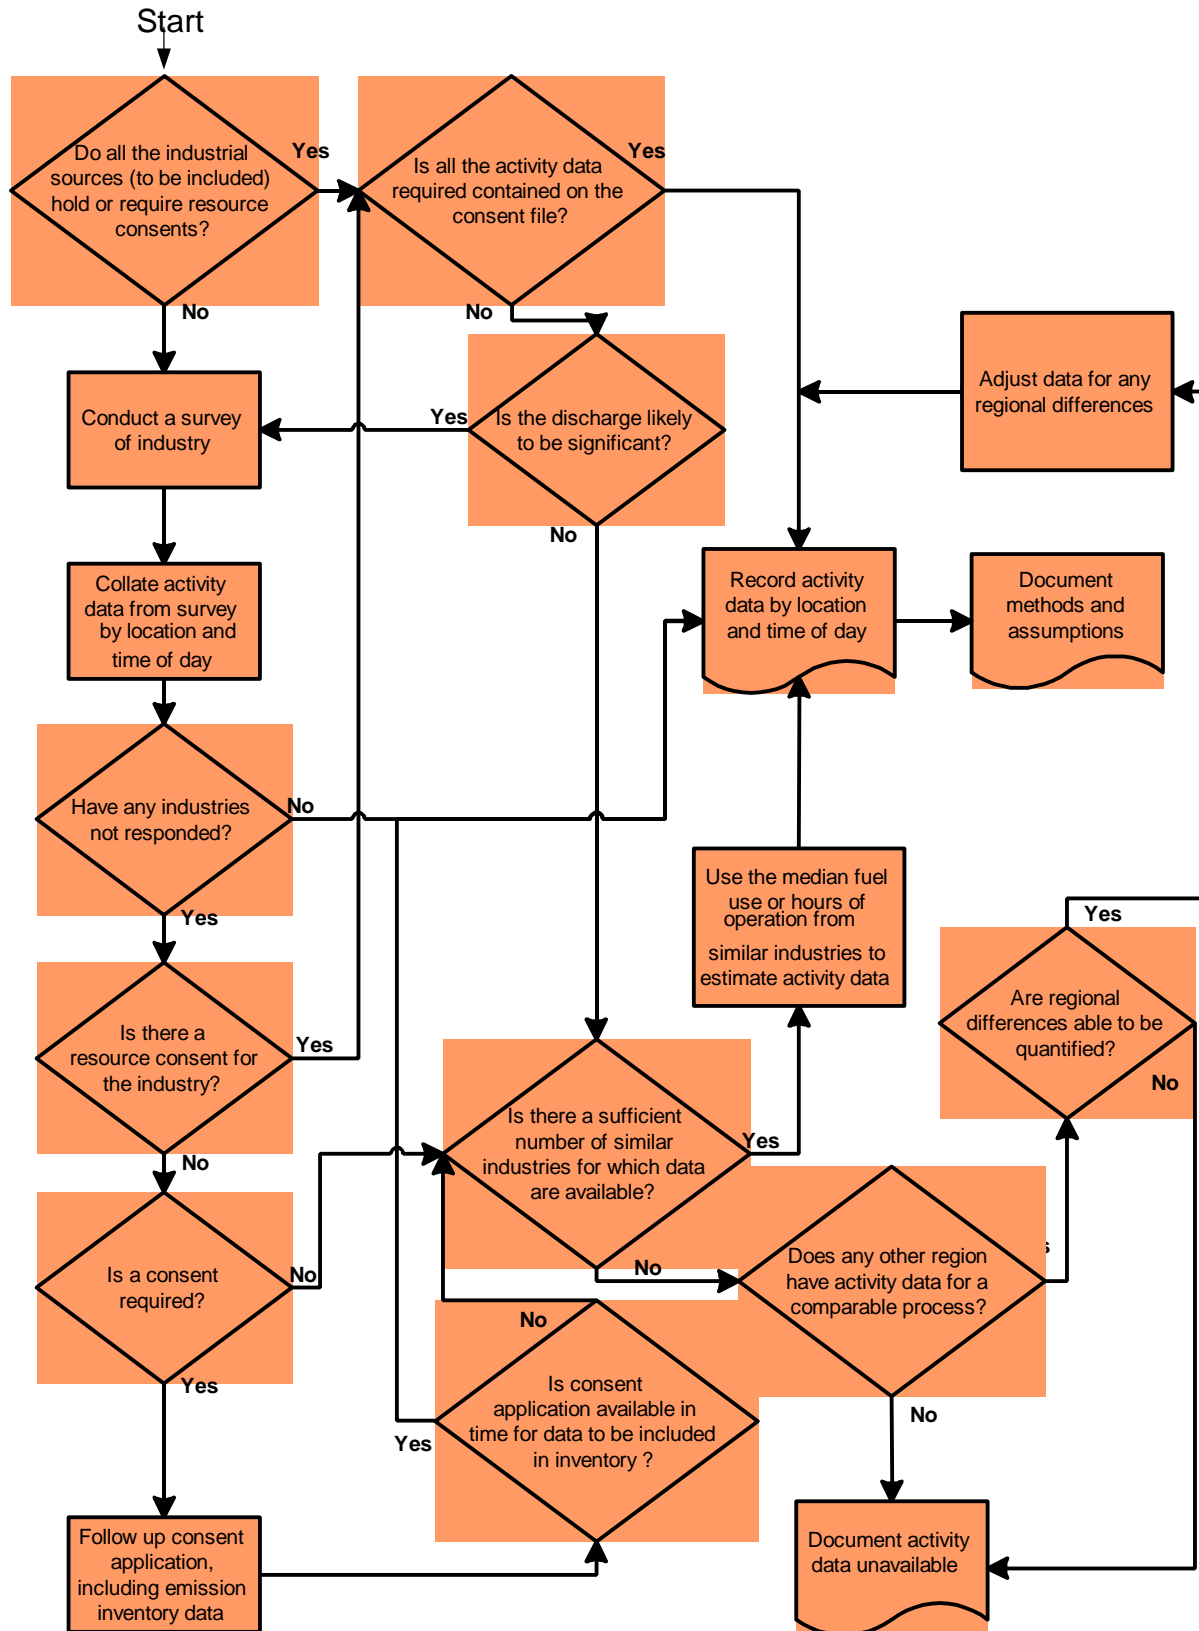 Start
Do all the industrial
sources (to be included)
hold or require resource
consents?
Yes
No
Is all the activity data
required contained on the
consent file?
Yes
No
Conduct a survey
of industry
Yes
Is the discharge likely
to be significant?
No
Adjust data for any
regional differences
Collate activity
data from survey
by location and
time of day
Record activity
data by location
and time of day
Document
methods and
assumptions
Have any industries
not responded?
No
Yes
Use the median fuel
use or hours of
operation from
similar industries to
estimate activity data
Yes
Are regional
differences able to be
quantified?
No
Is there a
resource consent for
the industry?
Yes
No
Is there a sufficient
number of similar
industries for which data
are available?
Yes
No
Does any other region
have activity data for a
comparable process?
No
Is a consent
required?
No
Yes
No
Is consent
application available in
time for data to be included
in inventory ?
Yes
Follow up consent
application,
including emission
inventory data
Document activity
data unavailable